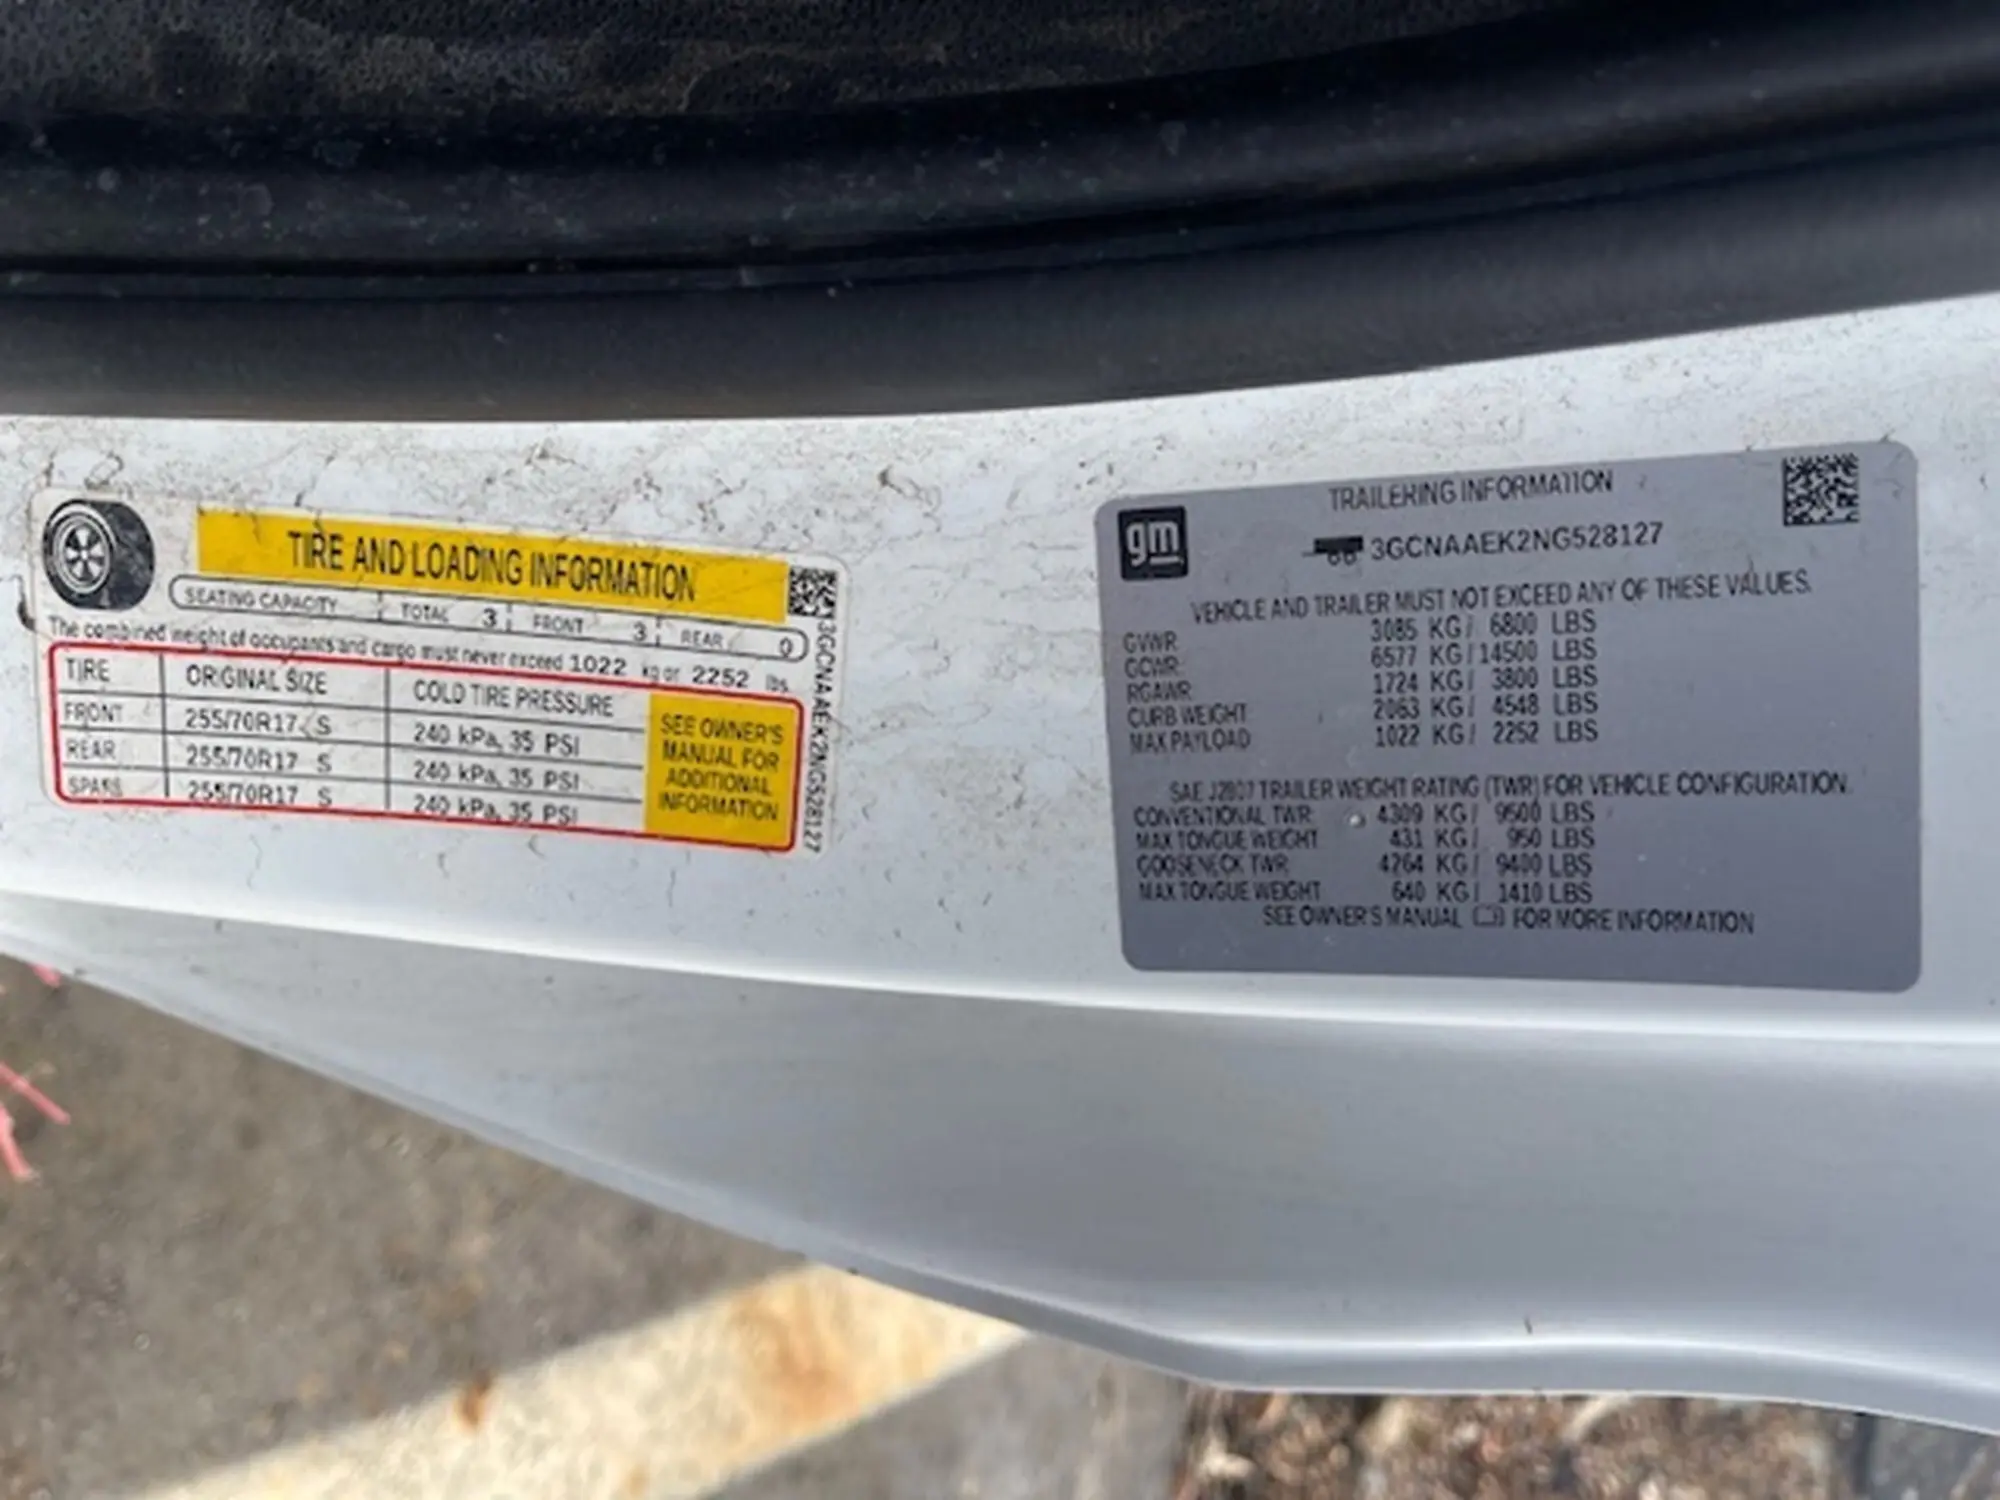 TIRE AND LOADING INFORMATION
SEATING CAPACITY TOTAL 3 FRONT 3 REAR 0
The combined weight of occupants and cargo must never exceed 1022 kg or 2252 lbs
TIRE ORIGINAL SIZE COLD TIRE PRESSURE
FRONT 255/70R17 S 240 kPa, 35 PSI
REAR 255/70R17 S 240 kPa, 35 PSI
SPARE 255/70R17 S 240 kPa, 35 PSI
SEE OWNER'S
MANUAL FOR
ADDITIONAL
INFORMATION
3GCNAAEK2NG528127
gm
TRAILERING INFORMATION
3GCNAAEK2NG528127
VEHICLE AND TRAILER MUST NOT EXCEED ANY OF THESE VALUES.
GVWR 3085 KG/ 6800 LBS
GCWR 6577 KG/ 14500 LBS
RGAWR 1724 KG/ 3800 LBS
CURB WEIGHT 2063 KG/ 4548 LBS
MAX PAYLOAD 1022 KG/ 2252 LBS
SAE J2807 TRAILER WEIGHT RATING (TWR) FOR VEHICLE CONFIGURATION.
CONVENTIONAL TWR 4309 KG/ 9500 LBS
MAX TONGUE WEIGHT 431 KG/ 950 LBS
GOOSENECK TWR 4264 KG/ 9400 LBS
MAX TONGUE WEIGHT 640 KG/ 1410 LBS
SEE OWNER'S MANUAL FOR MORE INFORMATION